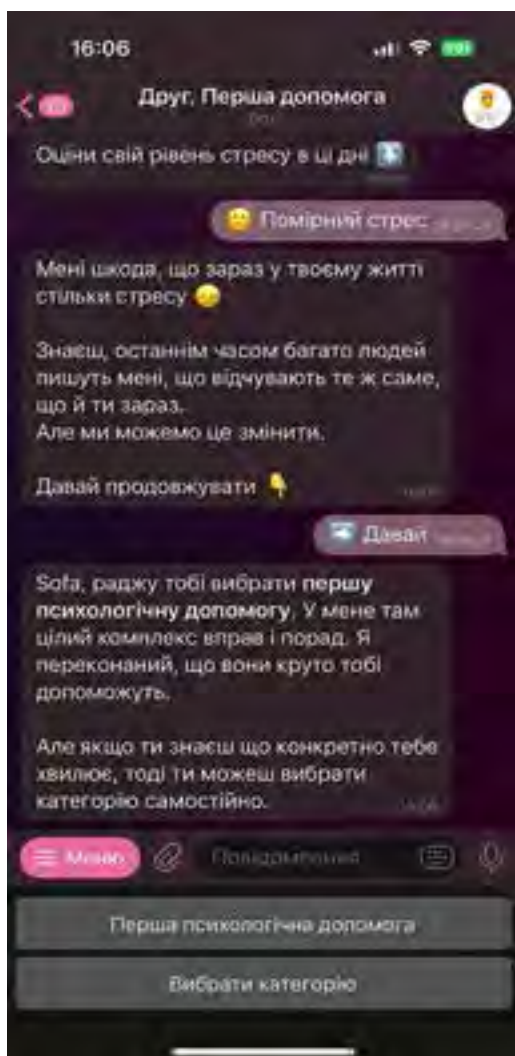 16:06
Друг. Перша допомога
Оціни свій рівень стресу в ці дні ⬇️
😐 Помірний стрес
Мені шкода, що зараз у твоєму житті
стільки стресу 😔
Знаєш, останнім часом багато людей
пишуть мені, що відчувають те ж саме,
що й ти зараз.
Але ми можемо це змінити.
Давай продовжувати 👇
➡️ Давай
Sofa, раджу тобі вибрати першу
психологічну допомогу, У мене там
цілий комплекс вправ і порад. Я
переконаний, що вони круто тобі
допоможуть.
Але якщо ти знаєш що конкретно тебе
хвилює, тоді ти можеш вибрати
категорію самостійно.
Меню
Повідомлення
Перша психологічна допомога
Вибрати категорію